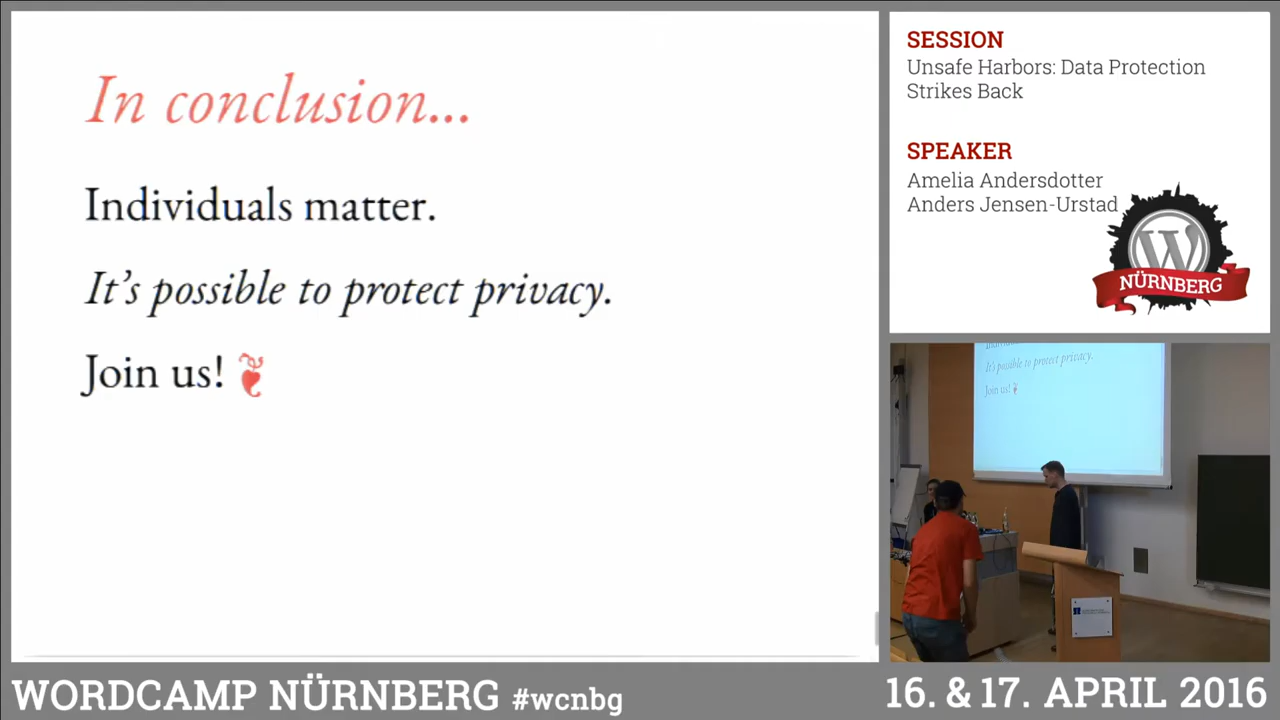 In conclusion...
Individuals matter.
It's possible to protect privacy.
Join us!
SESSION
Unsafe Harbors: Data Protection
Strikes Back
SPEAKER
Amelia Andersdotter
Anders Jensen-Urstad
W
NÜRNBERG
It's possible to protect privacy.
Join us!
WORDCAMP NÜRNBERG #wcnbg
16. & 17. APRIL 2016